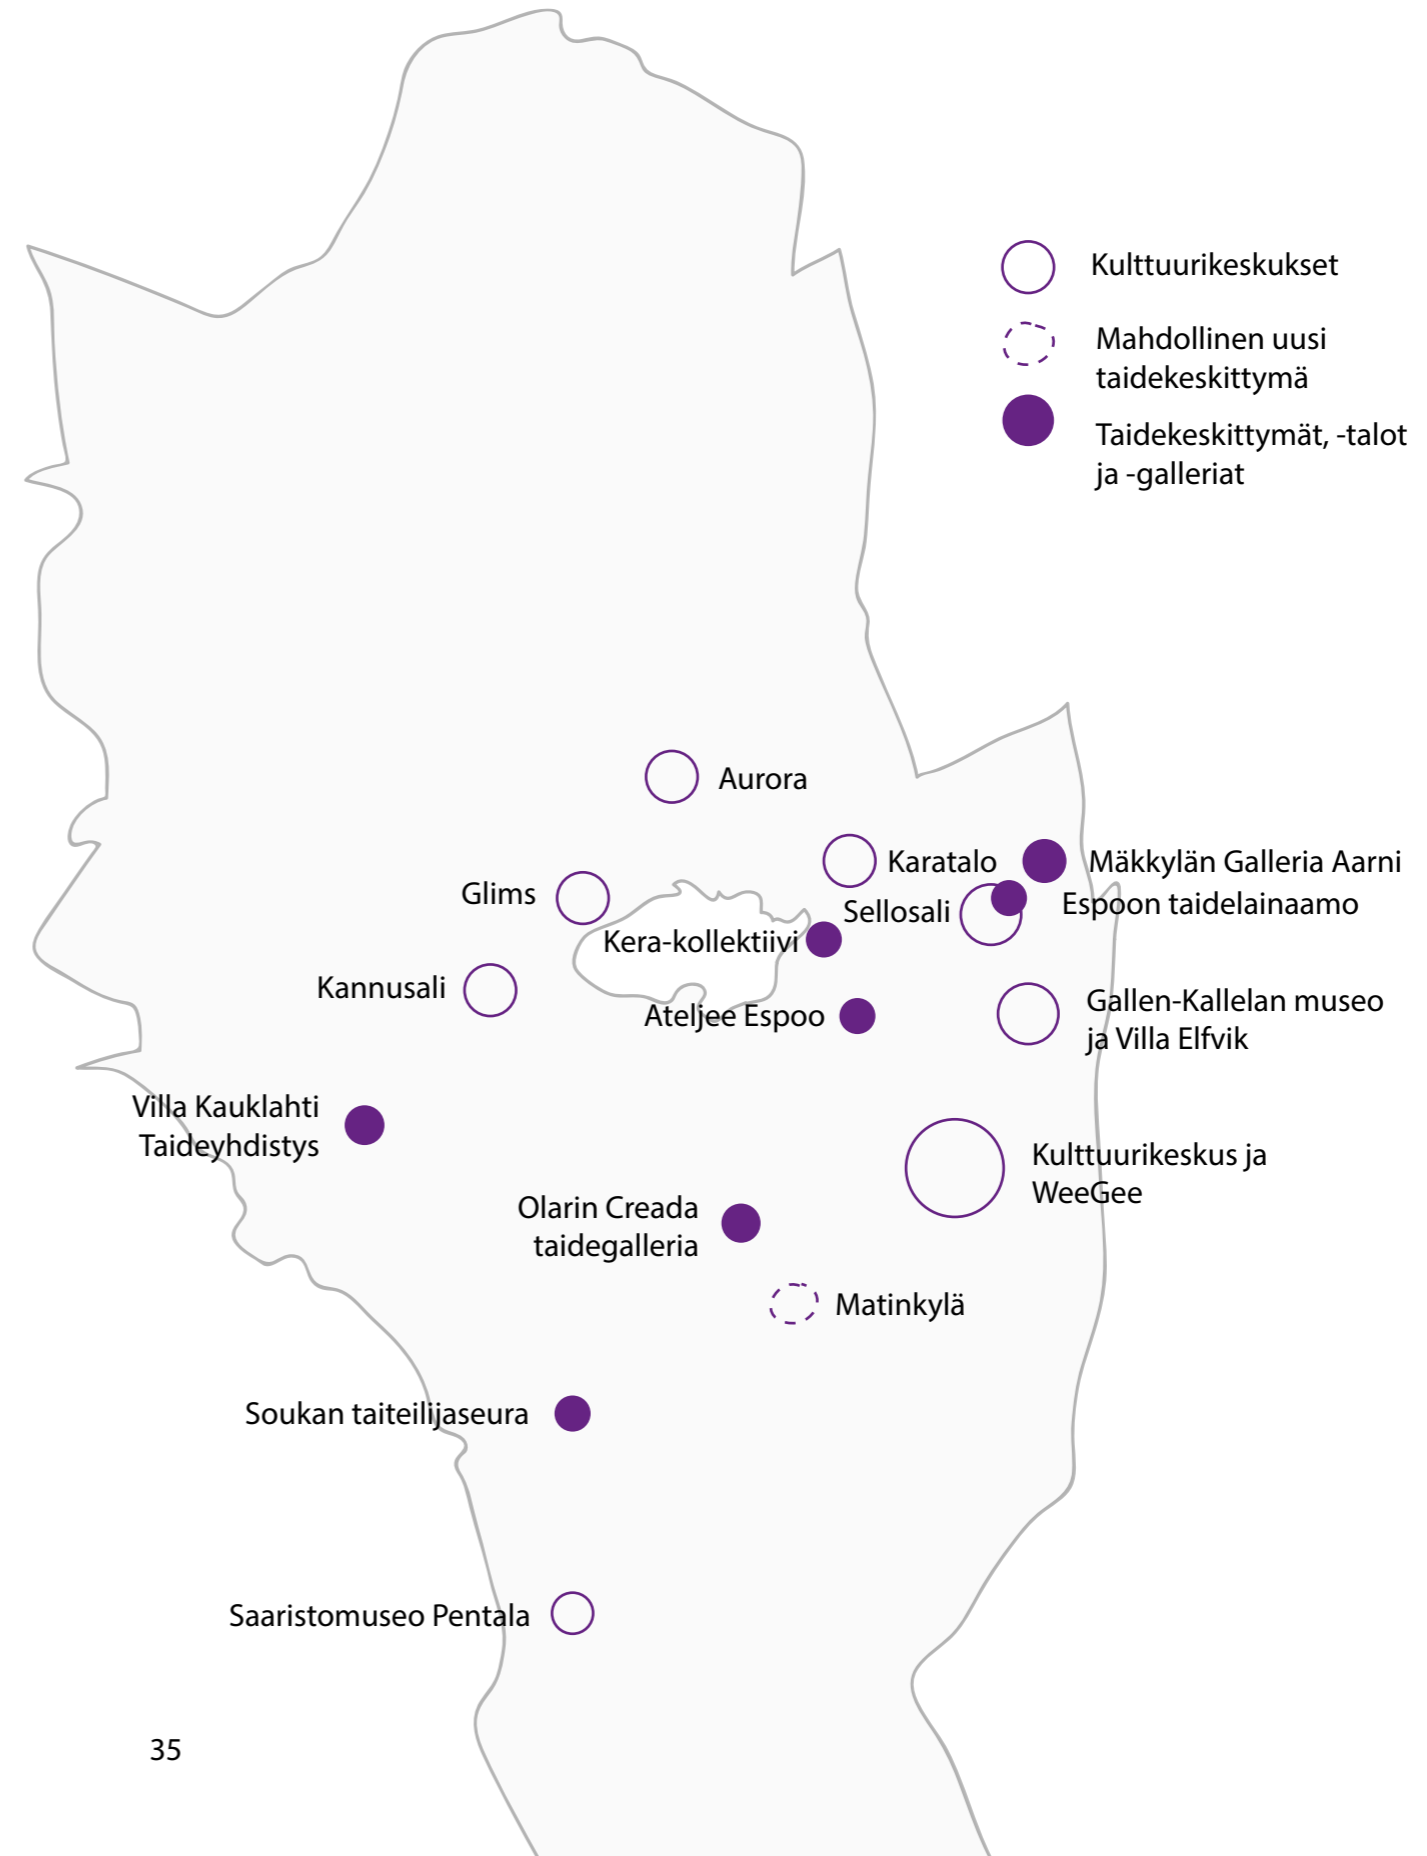 Kulttuurikeskukset
Mahdollinen uusi
taidekeskittymä
Taidekeskittymät, -talot
ja -galleriat
Aurora
Karatalo
Mäkkylän Galleria Aarni
Glims
Sellosali
Espoon taidelainaamo
Kera-kollektiivi
Kannusali
Ateljee Espoo
Gallen-Kallelan museo
ja Villa Elfvik
Villa Kauklahti
Taideyhdistys
Kulttuurikeskus ja
WeeGee
Olarin Creada
taidegalleria
Matinkylä
Soukan taiteilijaseura
Saaristomuseo Pentala
35